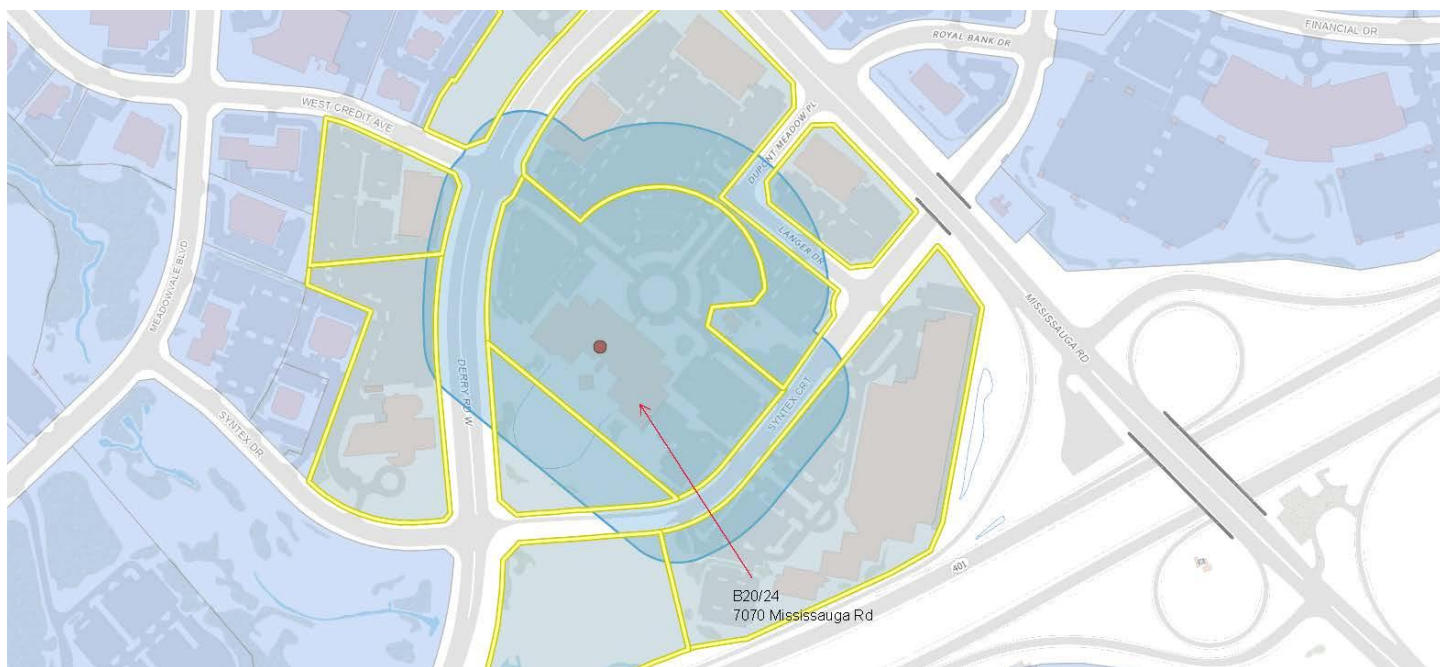 FINANCIAL DR
ROYAL BANK DR
WEST CREDIT AVE
DUPONT MEADOW PL
LANGER DR
MEADOWVALE BLVD
MISSISSAUGA RD
DERRY RD W
SYNTEX CRT
SYNTEX DR
401
B20/24
7070 Mississauga Rd